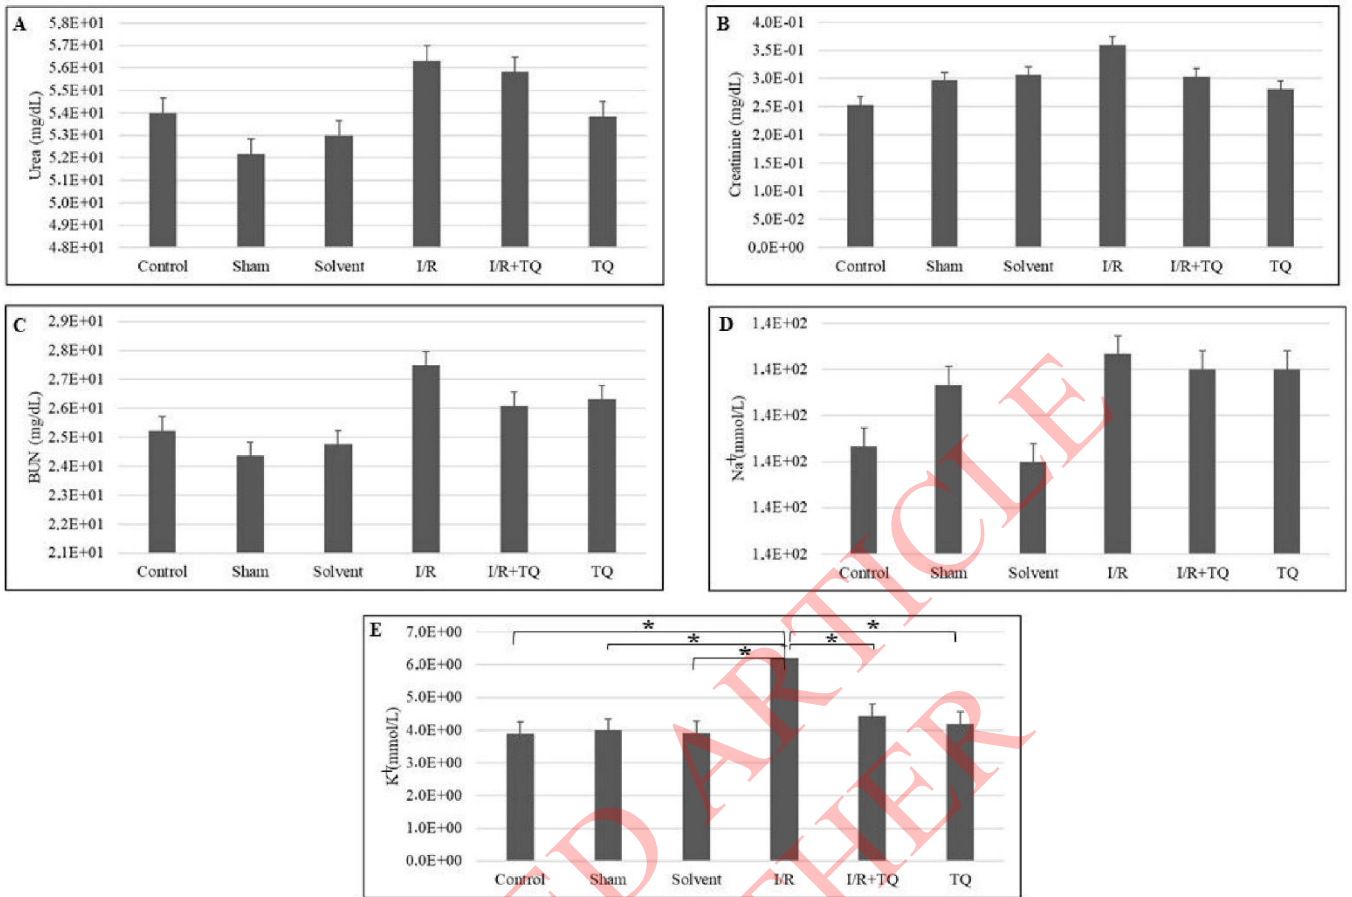 A
5.8E+01
5.7E+01
5.6E+01
5.5E+01
5.4E+01
5.3E+01
5.2E+01
5.1E+01
5.0E+01
4.9E+01
4.8E+01
Urea (mg/dL)
Control Sham Solvent I/R I/R+TQ TQ
B
4.0E-01
3.5E-01
3.0E-01
2.5E-01
2.0E-01
1.5E-01
1.0E-01
5.0E-02
0.0E+00
Creatinine (mg/dL)
Control Sham Solvent I/R I/R+TQ TQ
C
2.9E+01
2.8E+01
2.7E+01
2.6E+01
2.5E+01
2.4E+01
2.3E+01
2.2E+01
2.1E+01
BUN (mg/dL)
Control Sham Solvent I/R I/R+TQ TQ
D
1.4E+02
1.4E+02
1.4E+02
1.4E+02
1.4E+02
1.4E+02
Na+(mmol/L)
Control Sham Solvent I/R I/R+TQ TQ
E
7.0E+00
6.0E+00
5.0E+00
4.0E+00
3.0E+00
2.0E+00
1.0E+00
0.0E+00
K+(mmol/L)
* * * * *
Control Sham Solvent I/R I/R+TQ TQ
ED ARTICLE
THER